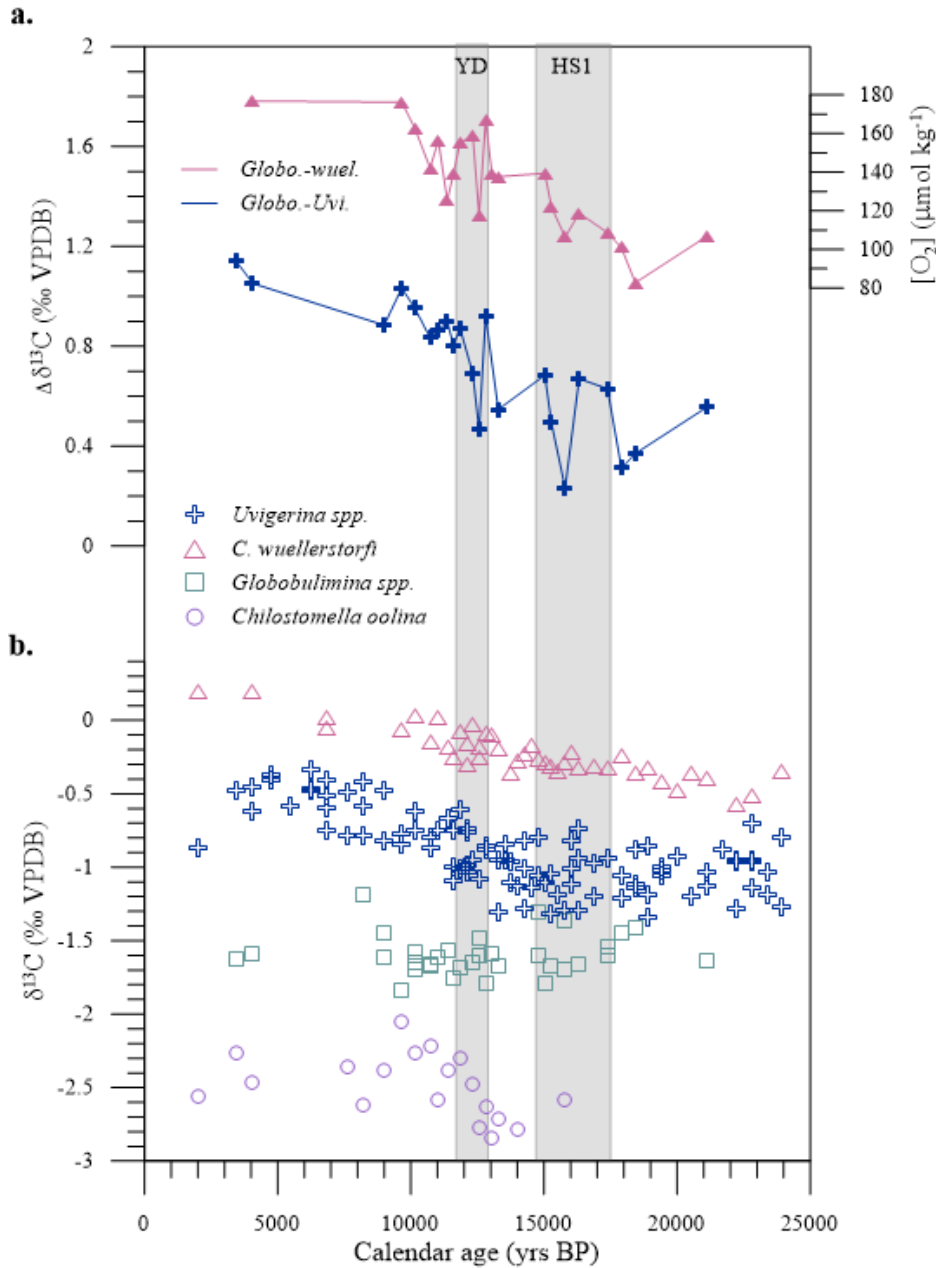 a.
YD
HS1
2
1.6
1.2
0.8
0.4
0
Δδ¹³C (‰ VPDB)
180
160
140
120
100
80
[O₂] (μmol kg⁻¹)
Globo.-wuel.
Globo.-Uvi.
Uvigerina spp.
C. wuellerstorfi
Globobulimina spp.
Chilostomella oolina
b.
0
-0.5
-1
-1.5
-2
-2.5
-3
δ¹³C (‰ VPDB)
0 5000 10000 15000 20000 25000
Calendar age (yrs BP)